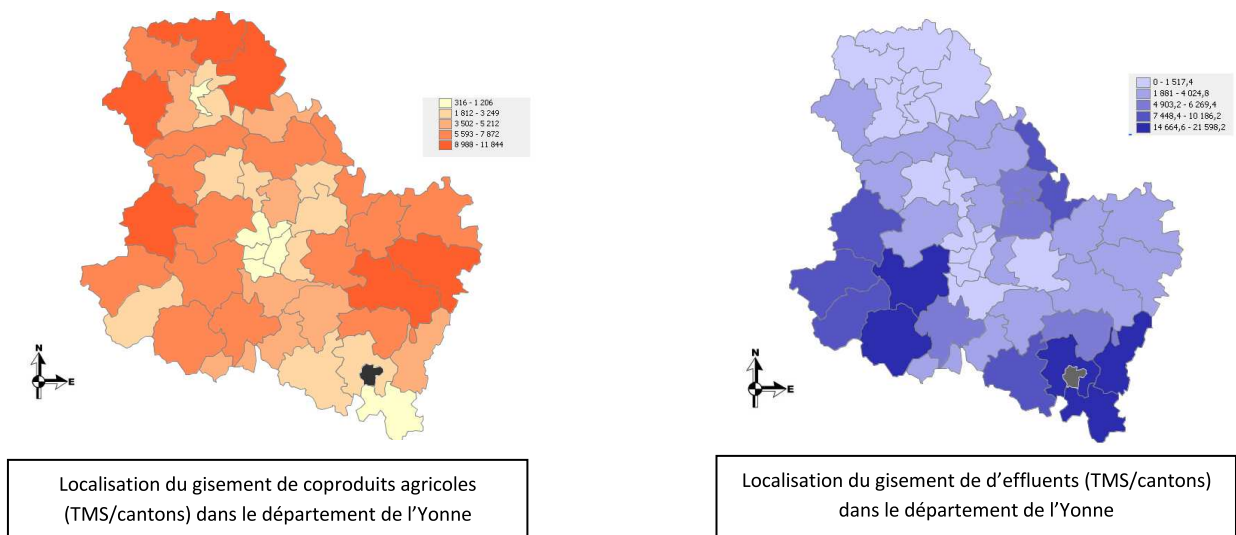 316 - 1 206
1 812 - 3 249
3 502 - 5 212
5 593 - 7 872
8 988 - 11 844
N
E
Localisation du gisement de coproduits agricoles
(TMS/cantons) dans le département de l'Yonne
0 - 1 517,4
1 881 - 4 024,8
4 903,2 - 6 269,4
7 448,4 - 10 186,2
14 664,6 - 21 598,2
N
E
Localisation du gisement de d'effluents (TMS/cantons)
dans le département de l'Yonne